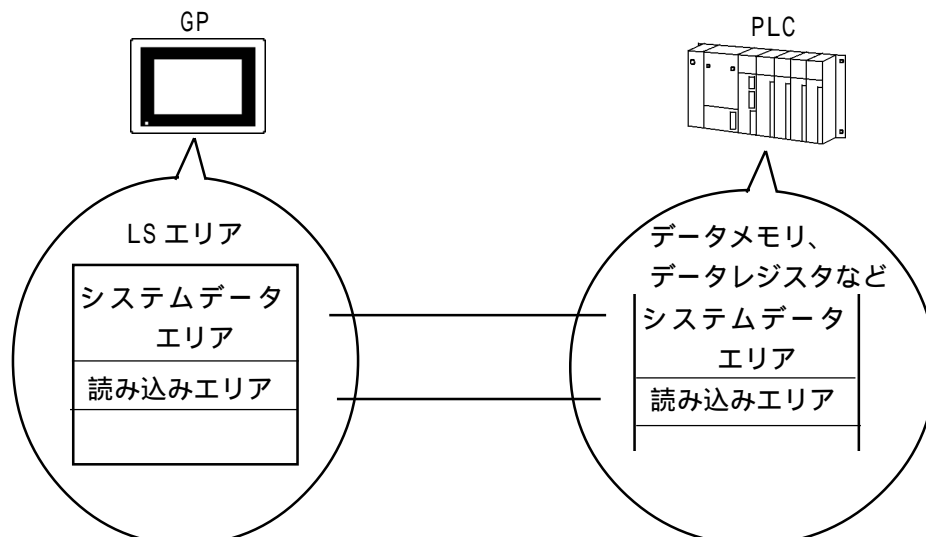 GP
PLC
LSエリア
システムデータ
エリア
読み込みエリア
データメモリ、
データレジスタなど
システムデータ
エリア
読み込みエリア